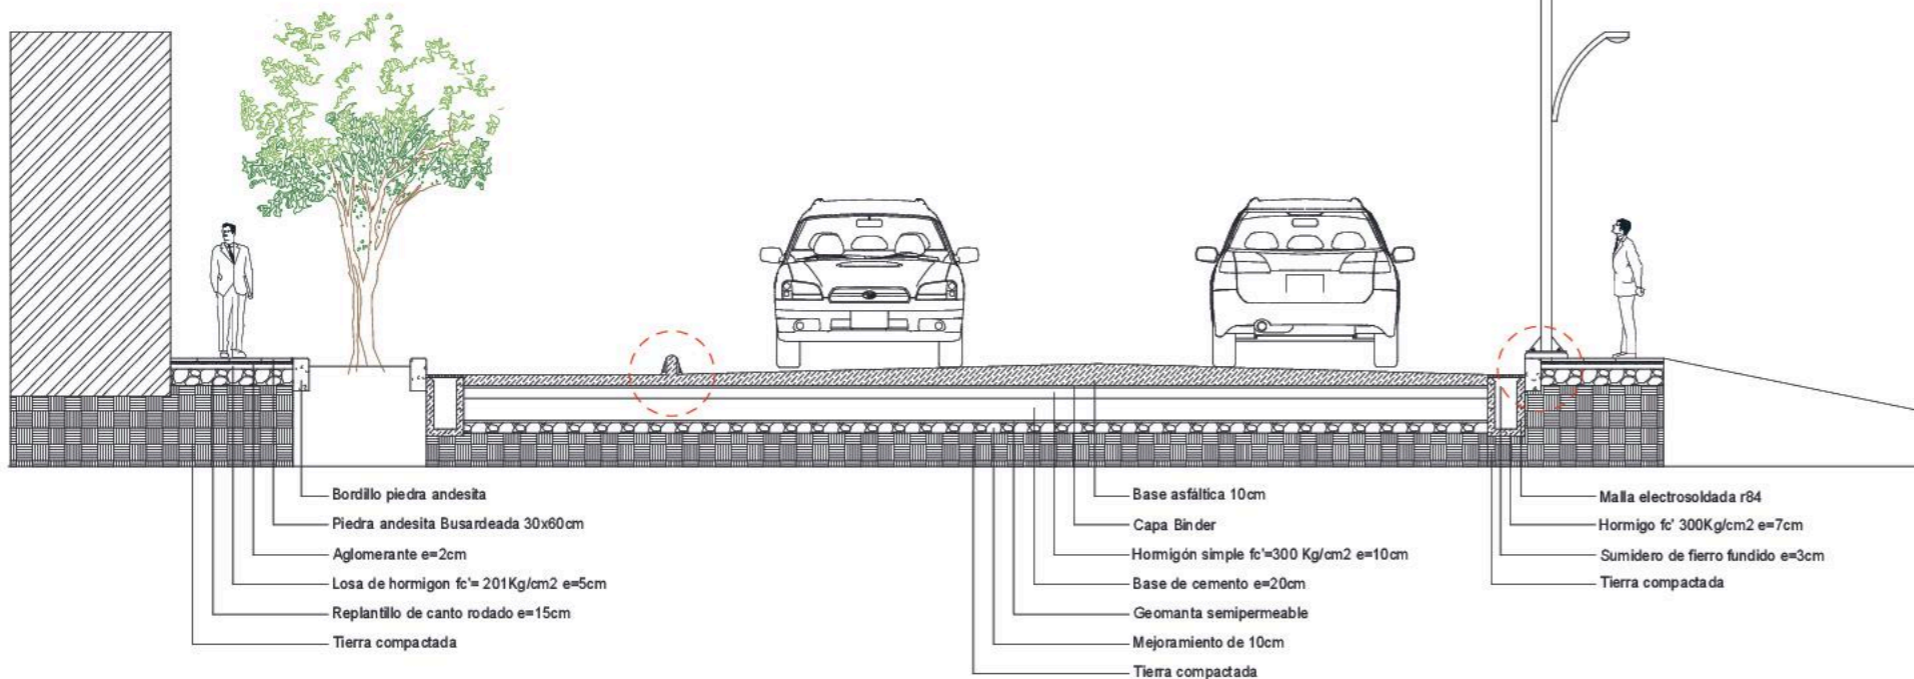 Bordillo piedra andesita
Piedra andesita Busardeada 30x60cm
Aglomerante e=2cm
Losa de hormigon fc'= 201Kg/cm2 e=5cm
Replantillo de canto rodado e=15cm
Tierra compactada
Base asfáltica 10cm
Capa Binder
Hormigón simple fc'=300 Kg/cm2 e=10cm
Base de cemento e=20cm
Geomanta semipermeable
Mejoramiento de 10cm
Tierra compactada
Malla electrosoldada r84
Hormigo fc' 300Kg/cm2 e=7cm
Sumidero de fierro fundido e=3cm
Tierra compactada